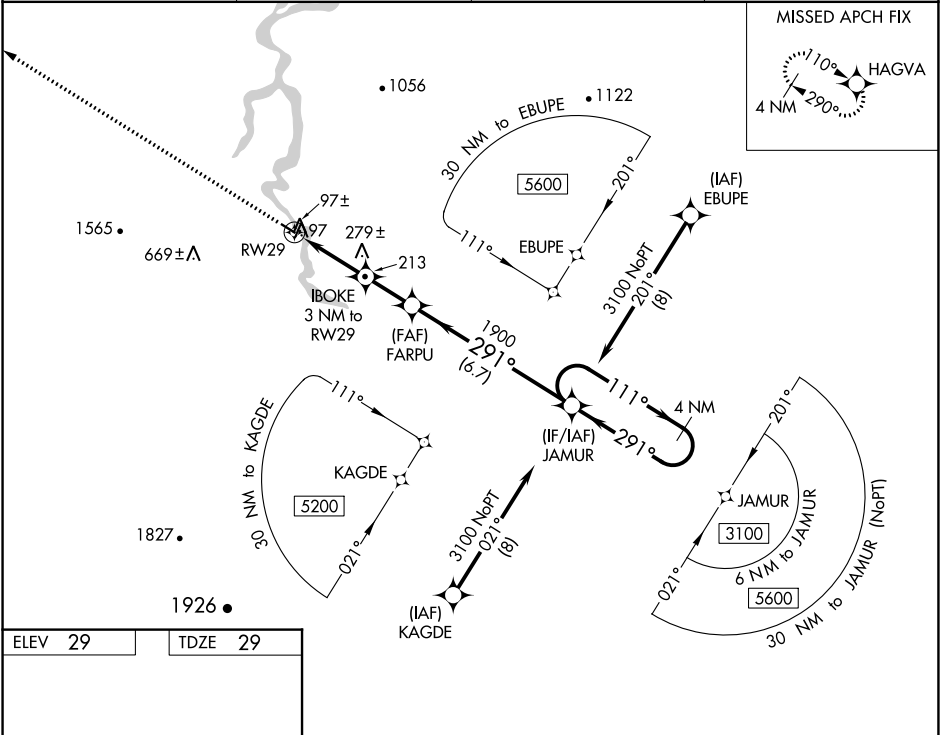 MISSED APCH FIX
110°
HAGVA
4 NM
290°
1056
1122
30 NM to EBUPE
5600
201°
EBUPE
111°
(IAF)
EBUPE
3100 NoPT
201°
(8)
97±
97
1565
669±
RW29
279±
213
IBOKE
3 NM to
RW29
(FAF)
FARPU
1900
291°
(6.7)
111°
4 NM
291°
(IF/IAF)
JAMUR
30 NM to KAGDE
111°
KAGDE
5200
021°
201°
JAMUR
3100
6 NM to JAMUR
021°
5600
30 NM to JAMUR (NoPT)
3100 NoPT
021°
(8)
(IAF)
KAGDE
1827
1926
ELEV 29
TDZE 29